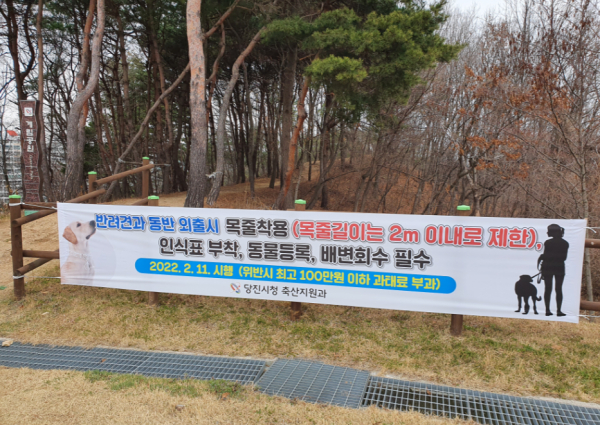 반려견과 동반 외출시 목줄착용 (목줄길이는 2m 이내로 제한),
인식표 부착, 동물등록, 배변회수 필수
2022. 2. 11. 시행 (위반시 최고 100만원 이하 과태료 부과)
당진시청 축산지원과